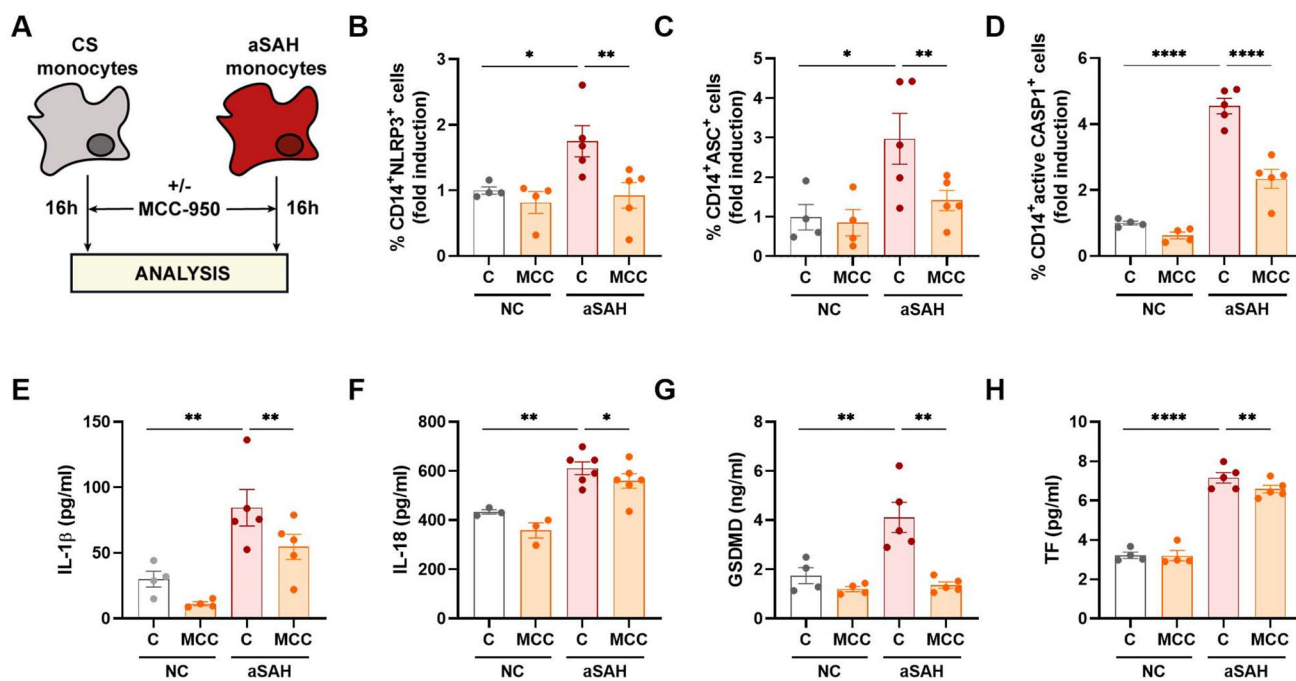 A
CS
monocytes
aSAH
monocytes
16h
+/-
MCC-950
16h
ANALYSIS
B
% CD14⁺NLRP3⁺ cells
(fold induction)
3
2
1
0
*
**
C MCC C MCC
NC aSAH
C
% CD14⁺ASC⁺ cells
(fold induction)
5
4
3
2
1
0
*
**
C MCC C MCC
NC aSAH
D
% CD14⁺active CASP1⁺ cells
(fold induction)
6
4
2
0
****
****
C MCC C MCC
NC aSAH
E
IL-1β (pg/ml)
150
100
50
0
**
**
C MCC C MCC
NC aSAH
F
IL-18 (pg/ml)
800
600
400
200
0
**
*
C MCC C MCC
NC aSAH
G
GSDMD (ng/ml)
8
6
4
2
0
**
**
C MCC C MCC
NC aSAH
H
TF (pg/ml)
10
8
6
4
2
0
****
**
C MCC C MCC
NC aSAH